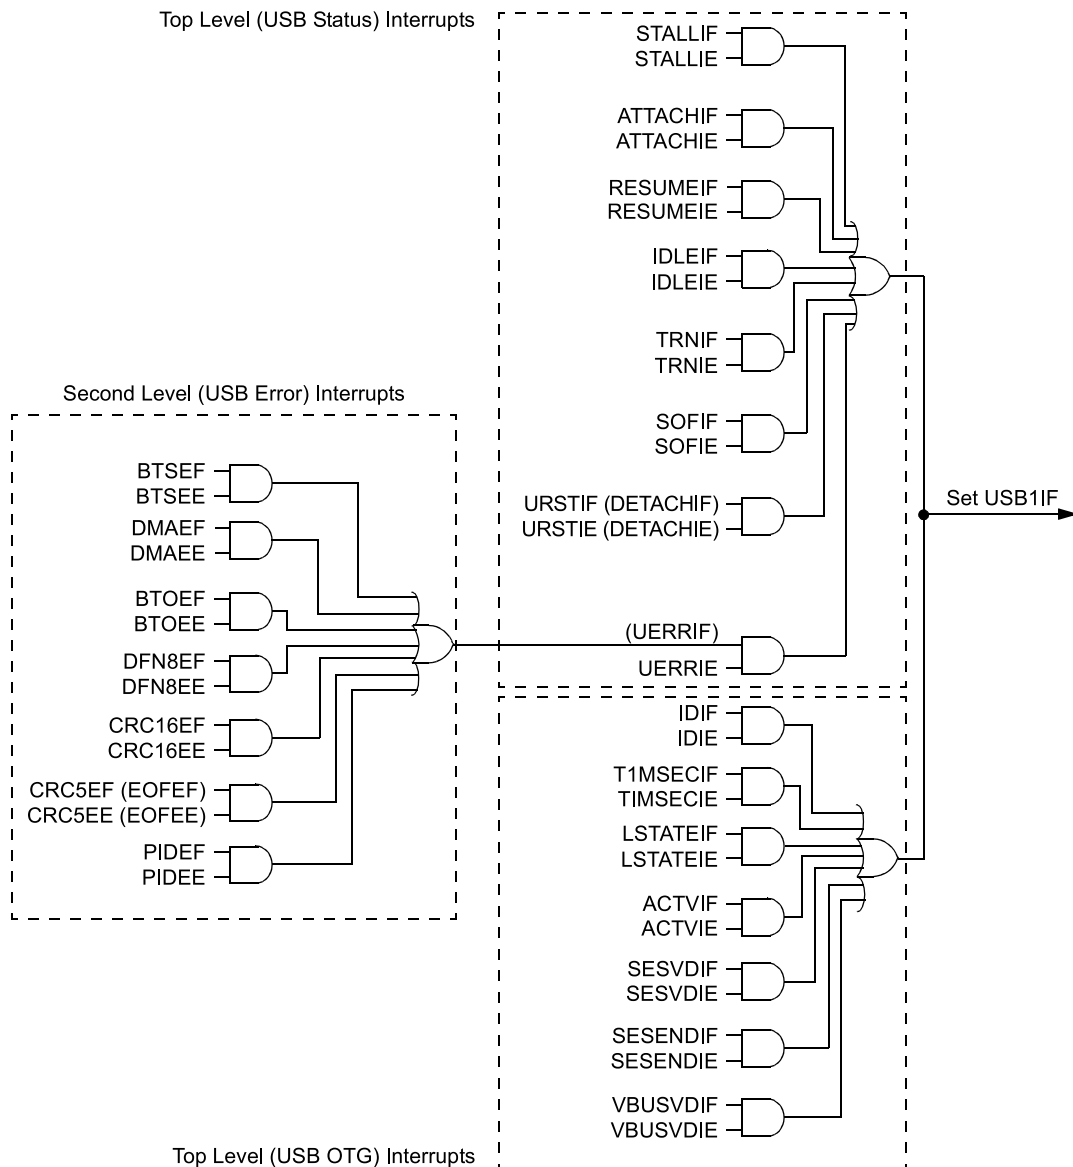 Top Level (USB Status) Interrupts
STALLIF
STALLIE
ATTACHIF
ATTACHIE
RESUMEIF
RESUMEIE
IDLEIF
IDLEIE
TRNIF
TRNIE
SOFIF
SOFIE
URSTIF (DETACHIF)
URSTIE (DETACHIE)
(UERRIF)
UERRIE
Set USB1IF
Second Level (USB Error) Interrupts
BTSEF
BTSEE
DMAEF
DMAEE
BTOEF
BTOEE
DFN8EF
DFN8EE
CRC16EF
CRC16EE
CRC5EF (EOFEF)
CRC5EE (EOFEE)
PIDEF
PIDEE
IDIF
IDIE
T1MSECIF
TIMSECIE
LSTATEIF
LSTATEIE
ACTVIF
ACTVIE
SESVDIF
SESVDIE
SESENDIF
SESENDIE
VBUSVDIF
VBUSVDIE
Top Level (USB OTG) Interrupts